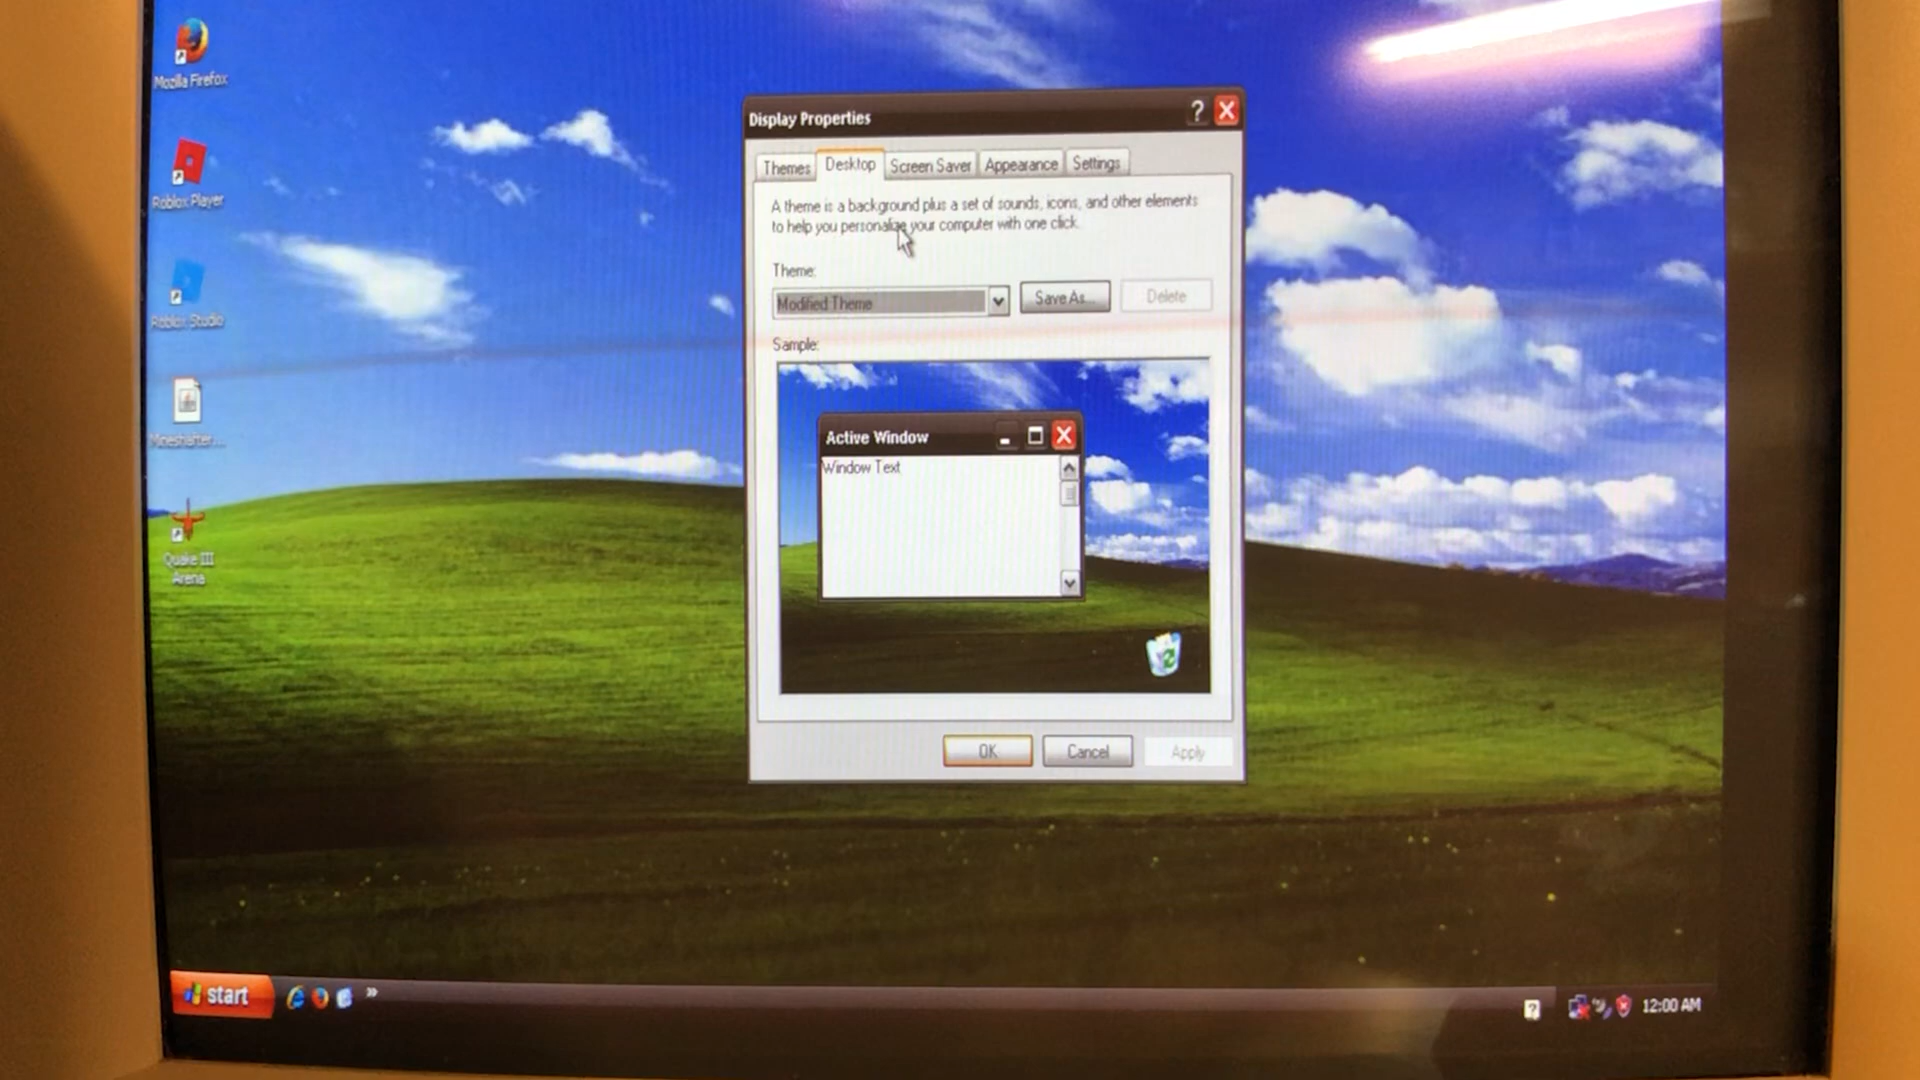 Mozilla Firefox
Roblox Player
Roblox Studio
Mineshafter...
Quake III
Arena
Display Properties
?
Themes
Desktop
Screen Saver
Appearance
Settings
A theme is a background plus a set of sounds, icons, and other elements
to help you personalize your computer with one click.
Theme:
Modified Theme
Save As...
Delete
Sample:
Active Window
Window Text
OK
Cancel
Apply
start
»
?
12:00 AM